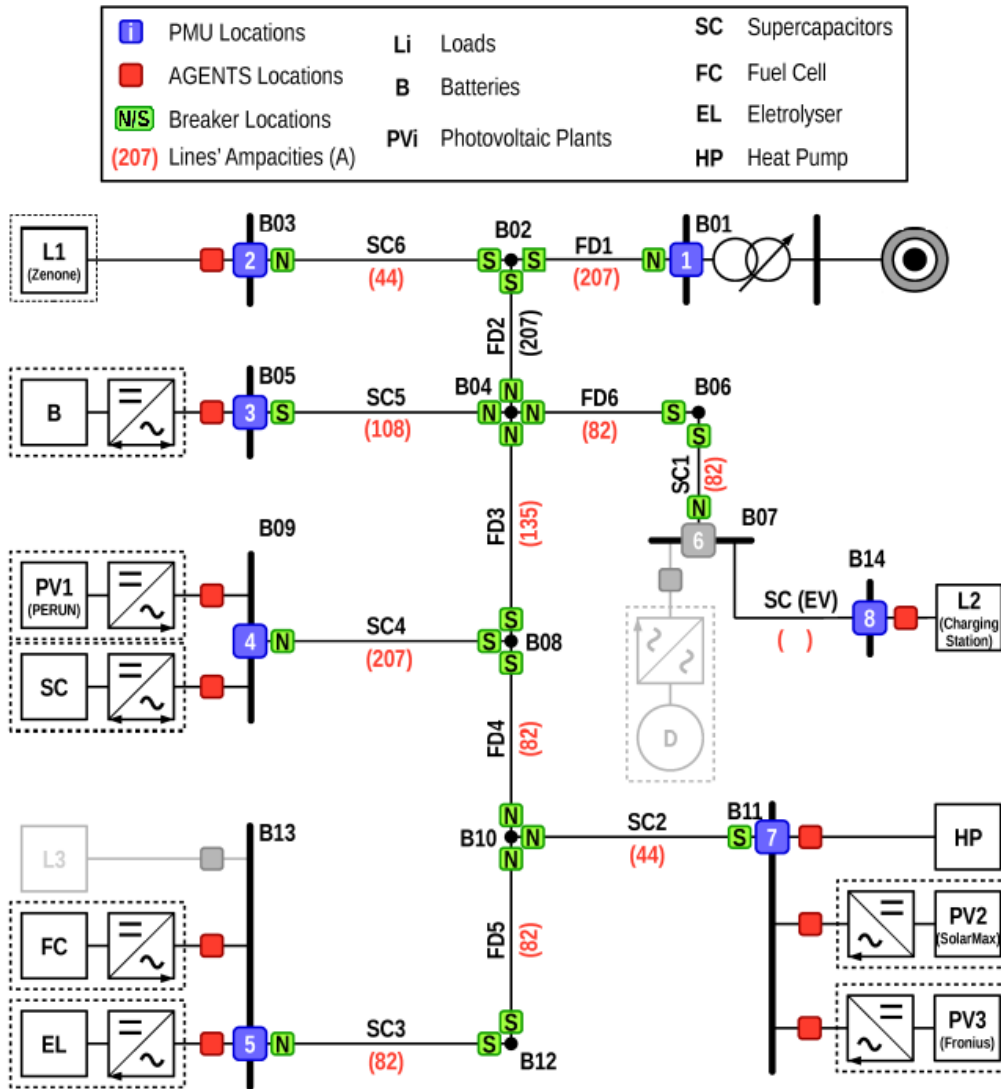 i PMU Locations
AGENTS Locations
N/S Breaker Locations
(207) Lines' Ampacities (A)
Li Loads
B Batteries
PVi Photovoltaic Plants
SC Supercapacitors
FC Fuel Cell
EL Eletrolyser
HP Heat Pump
L1
(Zenone)
2
B03
N
SC6
(44)
S
B02
S
S
FD1
(207)
N
B01
1
FD2
(207)
B
B05
3
S
SC5
(108)
B04
N
N
N
N
FD6
(82)
S
B06
S
SC1
(82)
N
6
B07
FD3
(135)
B09
PV1
(PERUN)
SC
4
N
SC4
(207)
S
S
S
B08
SC (EV)
( )
B14
8
L2
(Charging
Station)
D
FD4
(82)
B10
N
N
N
SC2
(44)
B11
S
7
HP
PV2
(SolarMax)
PV3
(Fronius)
L3
B13
FC
EL
5
N
SC3
(82)
FD5
(82)
S
S
B12